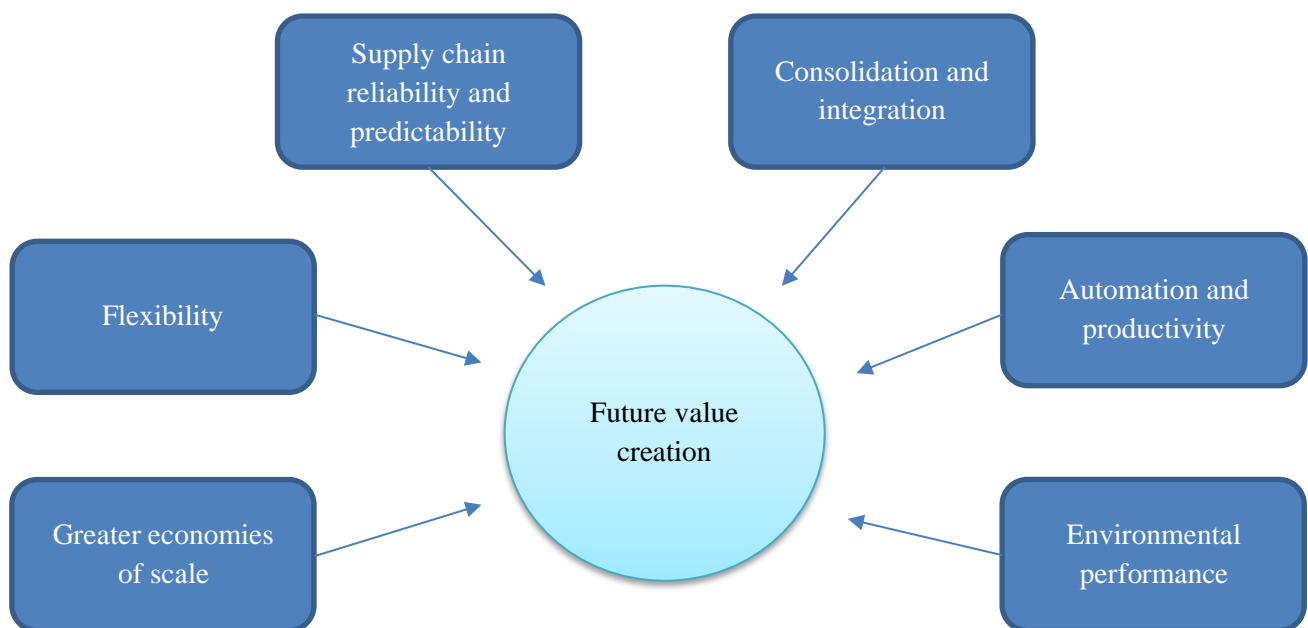 Supply chain
reliability and
predictability
Consolidation and
integration
Flexibility
Automation and
productivity
Future value
creation
Greater economies
of scale
Environmental
performance